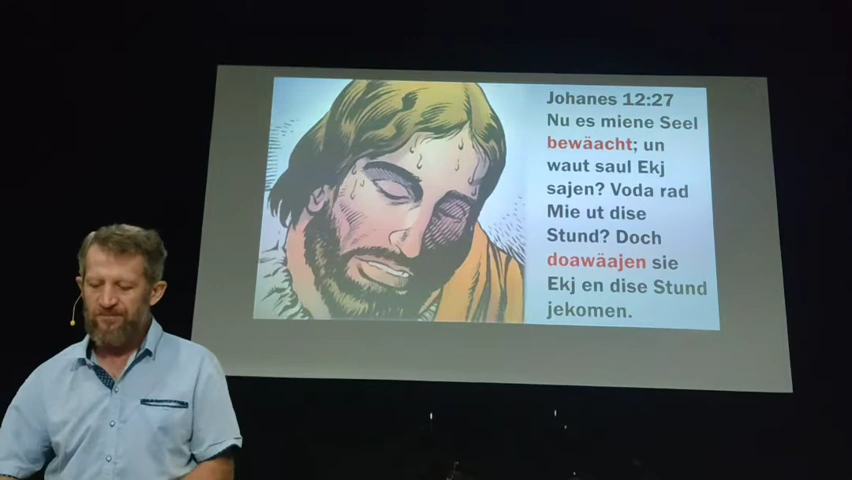 Johanes 12:27
Nu es miene Seel
bewäacht; un
waut saul Ekj
sajen? Voda rad
Mie ut dise
Stund? Doch
doawäajen sie
Ekj en dise Stund
jekomen.